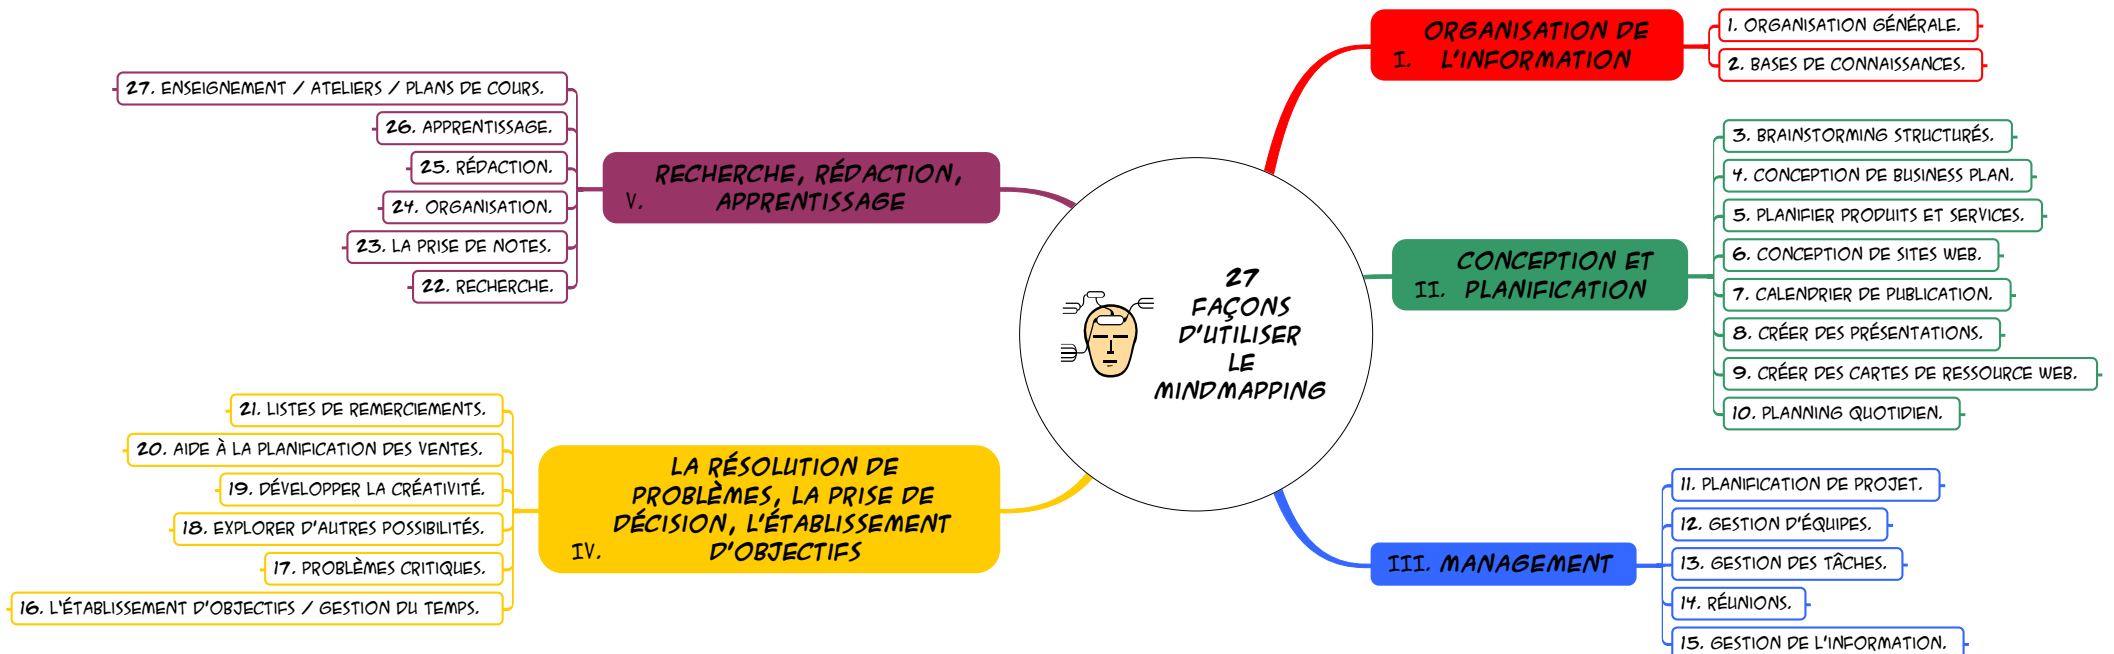 27
FAÇONS
D'UTILISER
LE
MINDMAPPING
I. ORGANISATION DE
L'INFORMATION
1. ORGANISATION GÉNÉRALE.
2. BASES DE CONNAISSANCES.
II. CONCEPTION ET
PLANIFICATION
3. BRAINSTORMING STRUCTURÉS.
4. CONCEPTION DE BUSINESS PLAN.
5. PLANIFIER PRODUITS ET SERVICES.
6. CONCEPTION DE SITES WEB.
7. CALENDRIER DE PUBLICATION.
8. CRÉER DES PRÉSENTATIONS.
9. CRÉER DES CARTES DE RESSOURCE WEB.
10. PLANNING QUOTIDIEN.
III. MANAGEMENT
11. PLANIFICATION DE PROJET.
12. GESTION D'ÉQUIPES.
13. GESTION DES TÂCHES.
14. RÉUNIONS.
15. GESTION DE L'INFORMATION.
IV. LA RÉSOLUTION DE
PROBLÈMES, LA PRISE DE
DÉCISION, L'ÉTABLISSEMENT
D'OBJECTIFS
21. LISTES DE REMERCIEMENTS.
20. AIDE À LA PLANIFICATION DES VENTES.
19. DÉVELOPPER LA CRÉATIVITÉ.
18. EXPLORER D'AUTRES POSSIBILITÉS.
17. PROBLÈMES CRITIQUES.
16. L'ÉTABLISSEMENT D'OBJECTIFS / GESTION DU TEMPS.
V. RECHERCHE, RÉDACTION,
APPRENTISSAGE
27. ENSEIGNEMENT / ATELIERS / PLANS DE COURS.
26. APPRENTISSAGE.
25. RÉDACTION.
24. ORGANISATION.
23. LA PRISE DE NOTES.
22. RECHERCHE.